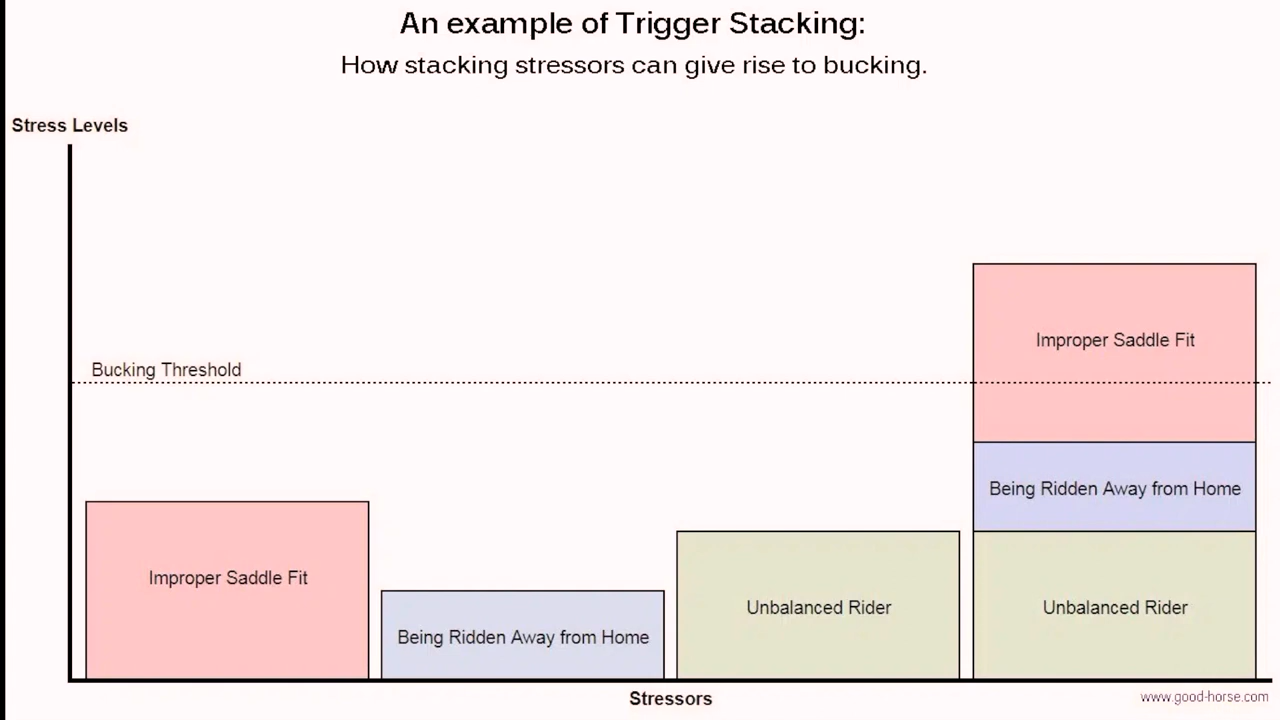 An example of Trigger Stacking:
How stacking stressors can give rise to bucking.
Stress Levels
Bucking Threshold
Improper Saddle Fit
Being Ridden Away from Home
Unbalanced Rider
Improper Saddle Fit
Being Ridden Away from Home
Unbalanced Rider
Stressors
www.good-horse.com